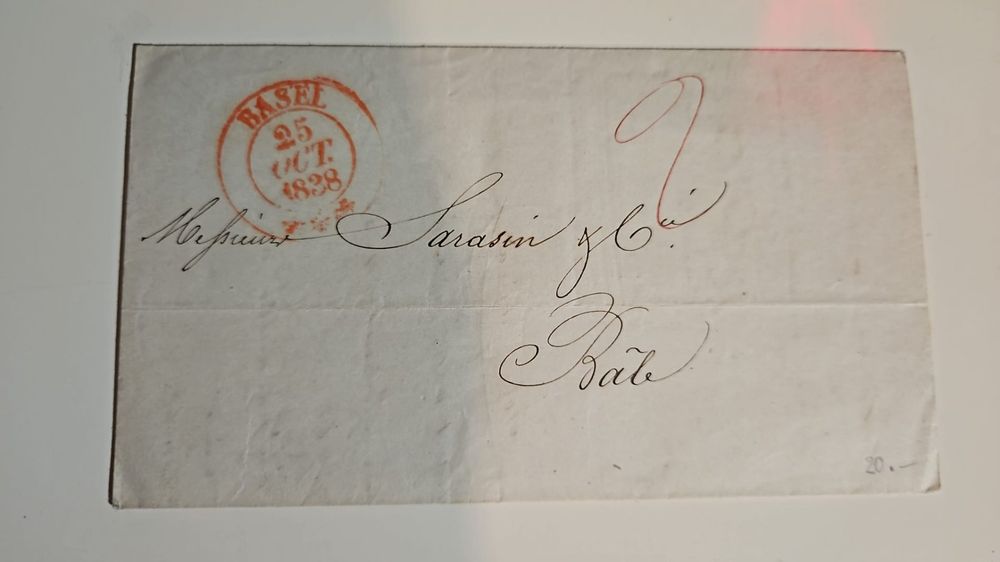 BASEL
25
OCT.
1838
2
Messieurs Sarasin & Cie.
Bâle
20.–